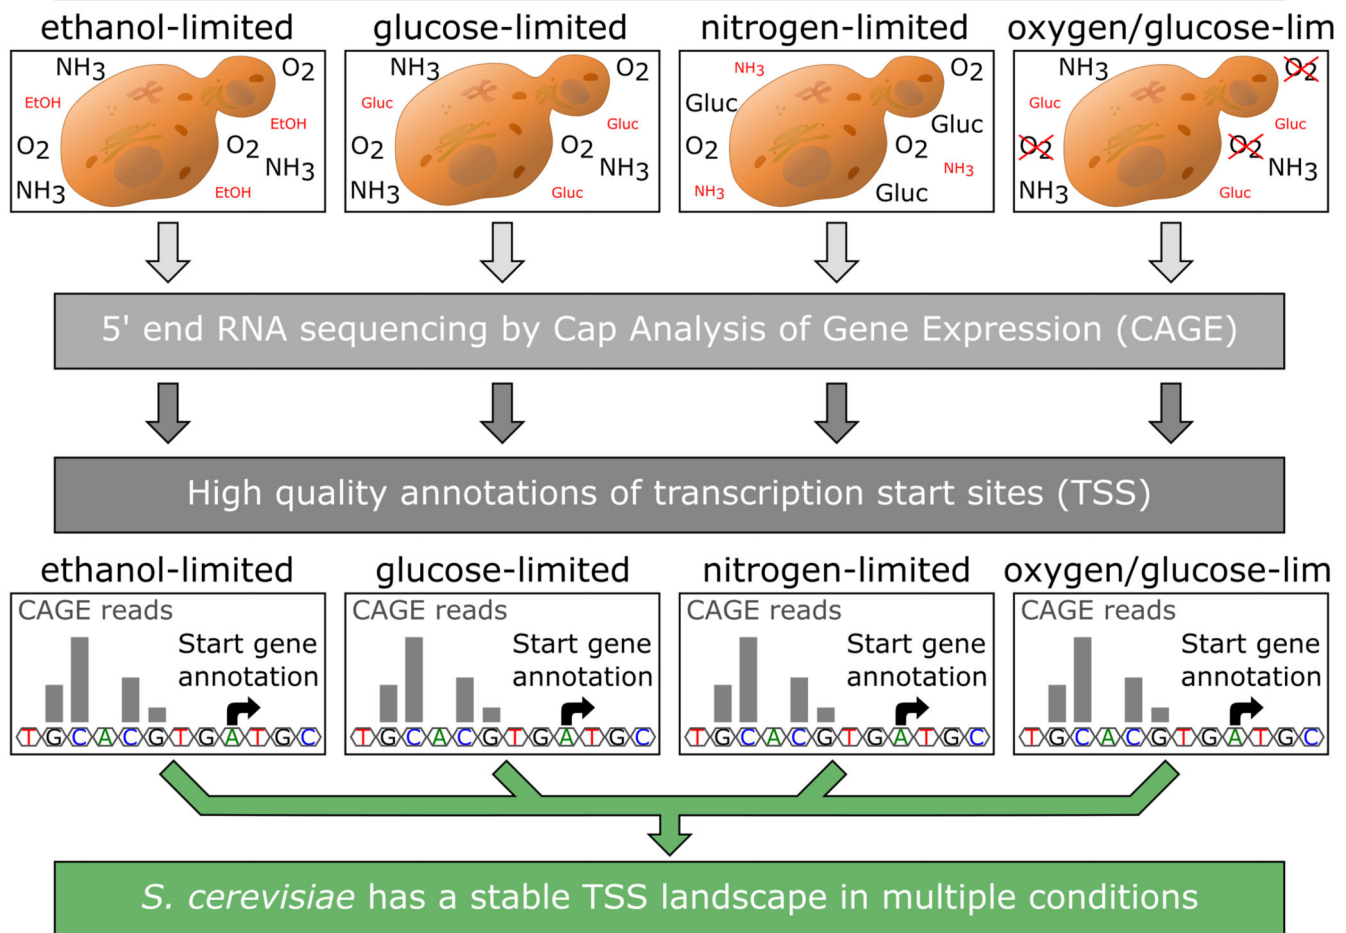 ethanol-limited glucose-limited nitrogen-limited oxygen/glucose-lim
NH3 O2 EtOH EtOH O2 O2 NH3 NH3 EtOH
NH3 O2 Gluc Gluc O2 O2 NH3 NH3 Gluc
NH3 O2 Gluc Gluc O2 O2 NH3 NH3 Gluc
NH3 O2 Gluc Gluc O2 O2 NH3 NH3 Gluc
5' end RNA sequencing by Cap Analysis of Gene Expression (CAGE)
High quality annotations of transcription start sites (TSS)
ethanol-limited glucose-limited nitrogen-limited oxygen/glucose-lim
CAGE reads
Start gene
annotation
TGCACGTGATGC
CAGE reads
Start gene
annotation
TGCACGTGATGC
CAGE reads
Start gene
annotation
TGCACGTGATGC
CAGE reads
Start gene
annotation
TGCACGTGATGC
S. cerevisiae has a stable TSS landscape in multiple conditions